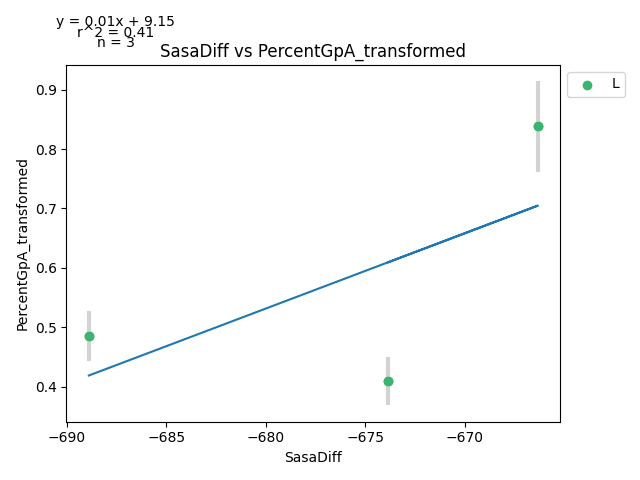 y = 0.01x + 9.15
r^2 = 0.41
n = 3
SasaDiff vs PercentGpA_transformed
L
PercentGpA_transformed
0.9
0.8
0.7
0.6
0.5
0.4
−690
−685
−680
−675
−670
SasaDiff